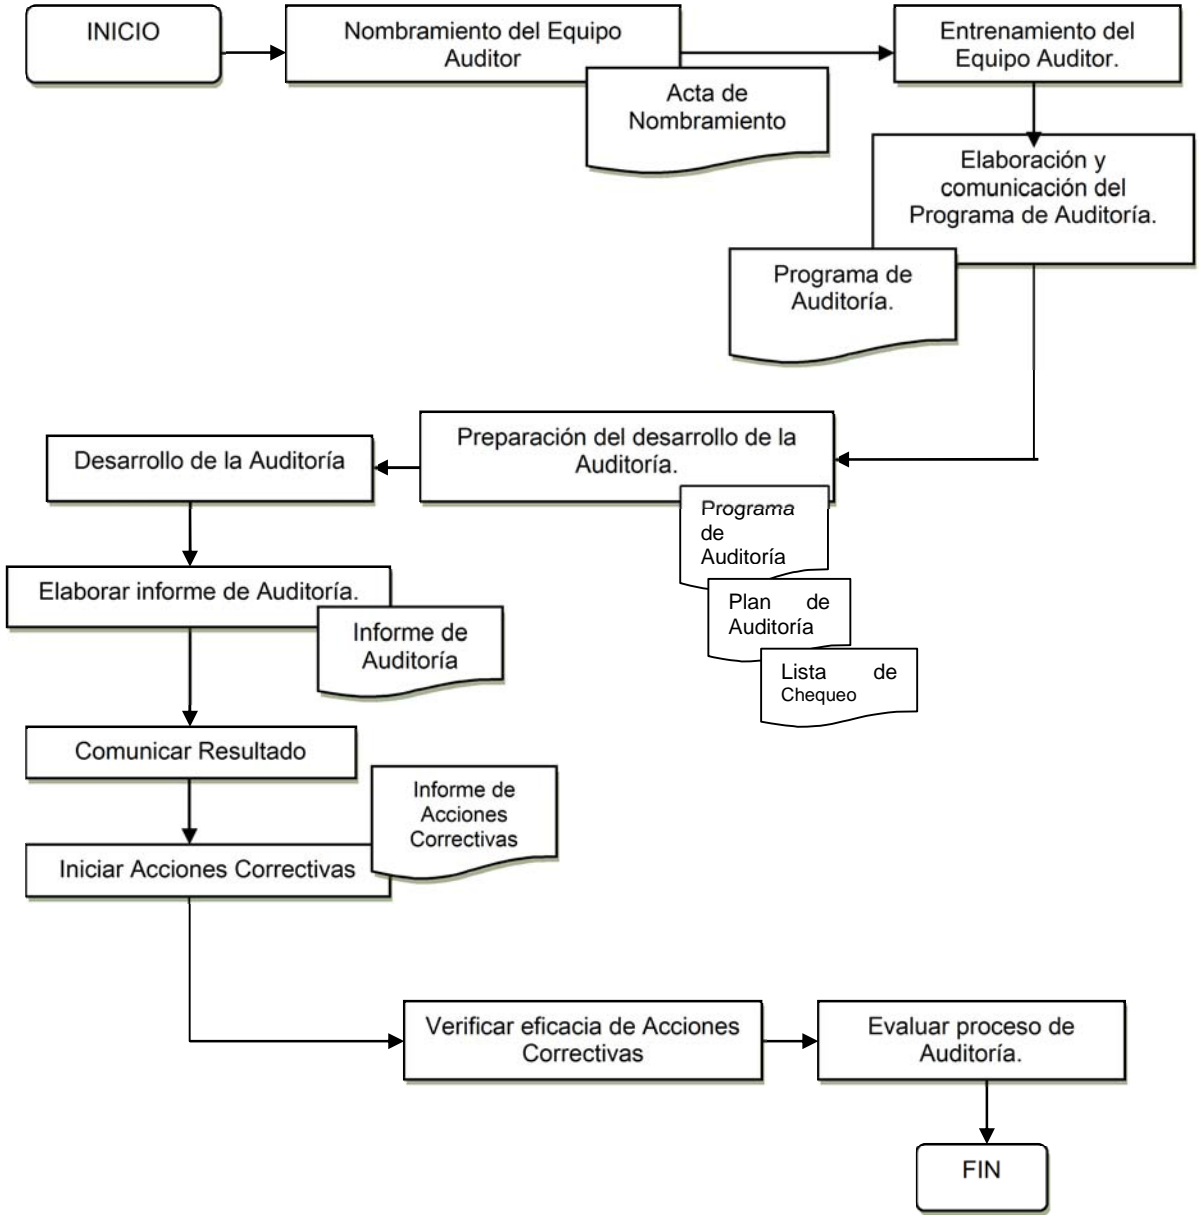 INICIO
Nombramiento del Equipo
Auditor
Acta de
Nombramiento
Entrenamiento del
Equipo Auditor.
Elaboración y
comunicación del
Programa de Auditoría.
Programa de
Auditoría.
Preparación del desarrollo de la
Auditoría.
Programa
de
Auditoría
Plan de
Auditoría
Lista de
Chequeo
Desarrollo de la Auditoría
Elaborar informe de Auditoría.
Informe de
Auditoría
Comunicar Resultado
Informe de
Acciones
Correctivas
Iniciar Acciones Correctivas
Verificar eficacia de Acciones
Correctivas
Evaluar proceso de
Auditoría.
FIN